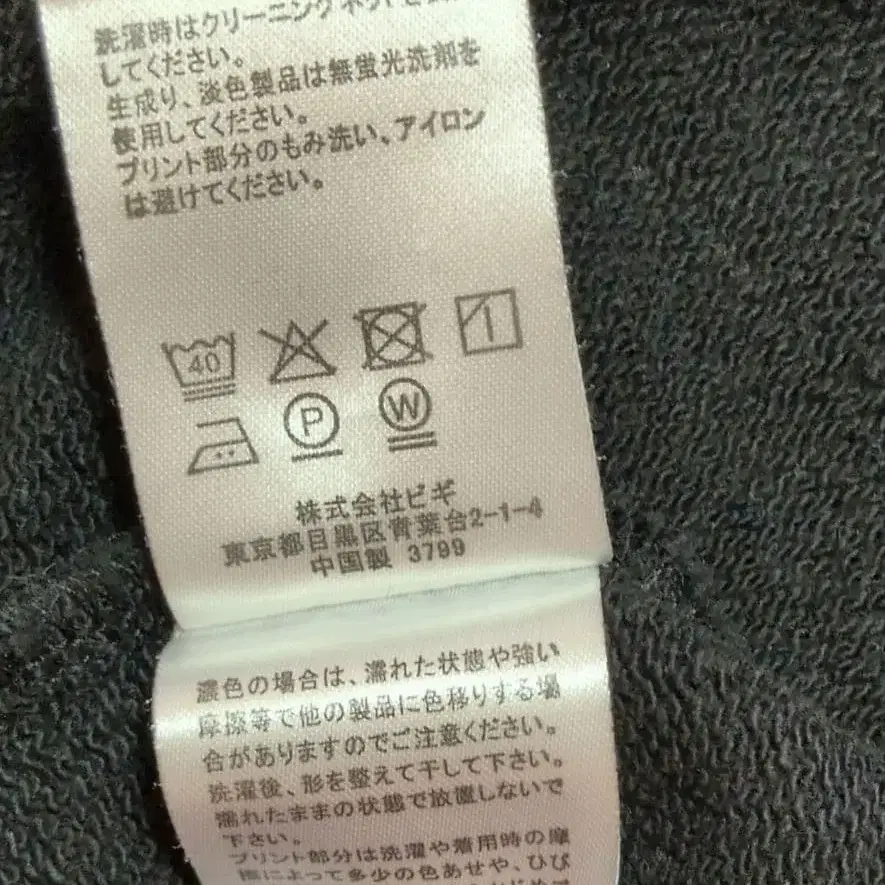 洗濯時はクリーニングネットを
してください。
生成り、淡色製品は無蛍光洗剤を
使用してください。
プリント部分のもみ洗い、アイロン
は避けてください。
40
P
W
株式会社ビギ
東京都目黒区青葉台2-1-4
中国製 3799
濃色の場合は、濡れた状態や強い
摩擦等で他の製品に色移りする場
合がありますのでご注意ください。
洗濯後、形を整えて干して下さい。
濡れたままの状態で放置しないで
下さい。
プリント部分は洗濯や着用時の摩
擦によって多少の色あせや、ひび